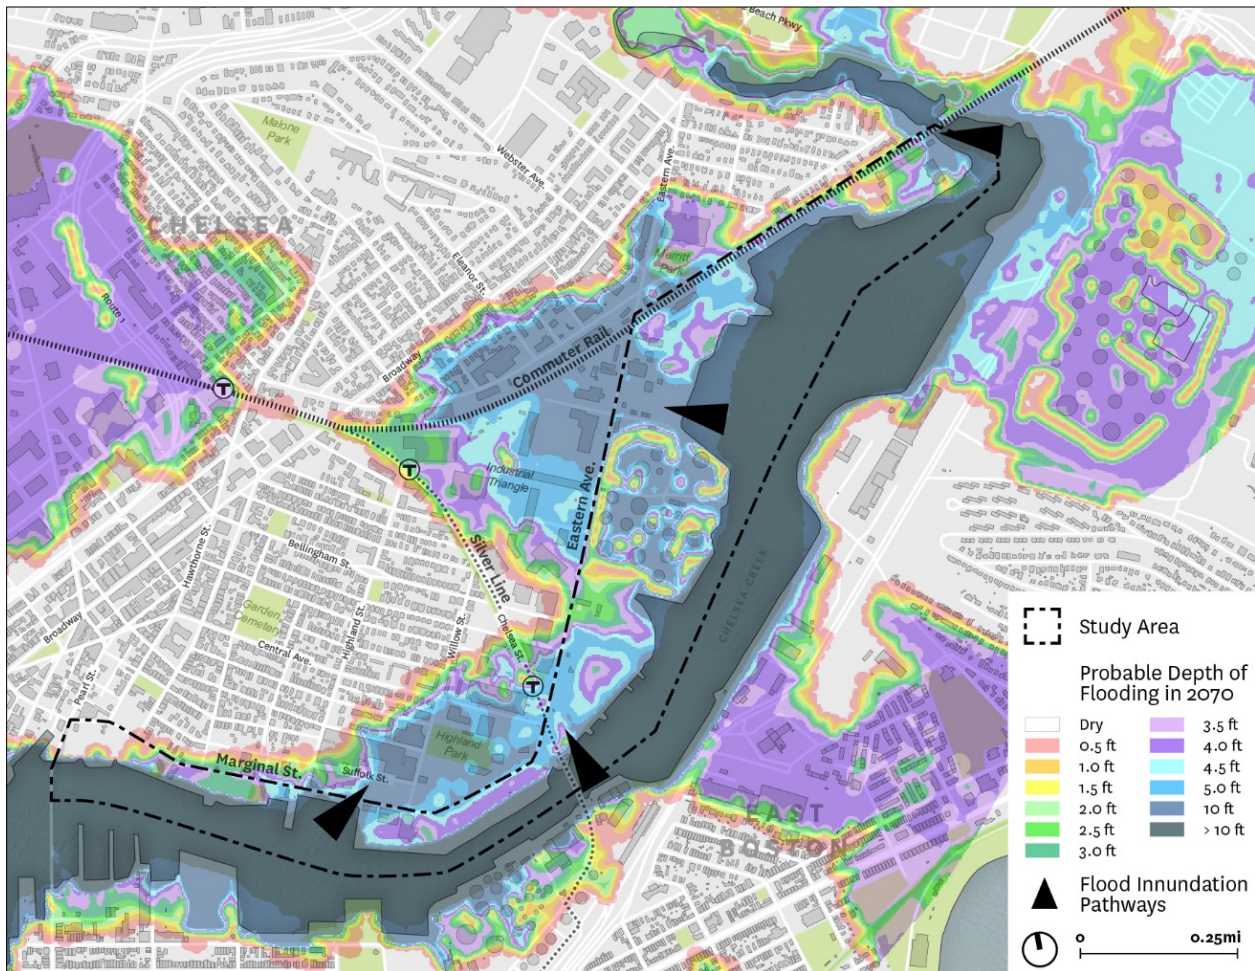 Beach Pkwy
Malone
Park
Webster Ave.
Eastern Ave.
CHELSEA
Merritt
Park
Eleanor St.
Route 1
Broadway
Commuter Rail
T
T
Industrial
Triangle
Eastern Ave.
Silver Line
Hawthorne St.
Bellingham St.
CHELSEA CREEK
Garden
Cemetery
Highland St.
Willow St.
Chelsea St.
Broadway
Central Ave.
Pearl St.
T
Highland
Park
Marginal St.
Suffolk St.
EAST
BOSTON
Study Area
Probable Depth of
Flooding in 2070
Dry
0.5 ft
1.0 ft
1.5 ft
2.0 ft
2.5 ft
3.0 ft
3.5 ft
4.0 ft
4.5 ft
5.0 ft
10 ft
> 10 ft
Flood Innundation
Pathways
0 0.25mi